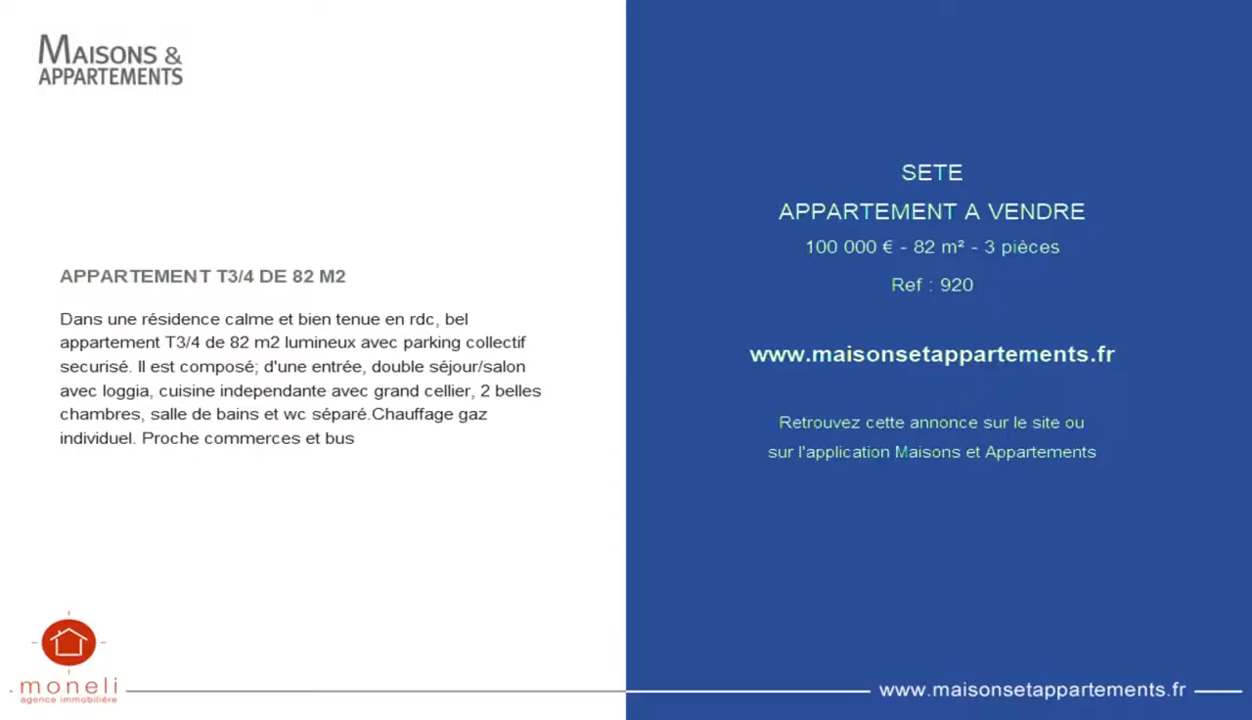 MAISONS &
APPARTEMENTS
APPARTEMENT T3/4 DE 82 M2
Dans une résidence calme et bien tenue en rdc, bel
appartement T3/4 de 82 m2 lumineux avec parking collectif
securisé. Il est composé; d'une entrée, double séjour/salon
avec loggia, cuisine independante avec grand cellier, 2 belles
chambres, salle de bains et wc séparé.Chauffage gaz
individuel. Proche commerces et bus
moneli
agence immobilière
SETE
APPARTEMENT A VENDRE
100 000 € - 82 m² - 3 pièces
Ref : 920
www.maisonsetappartements.fr
Retrouvez cette annonce sur le site ou
sur l'application Maisons et Appartements
www.maisonsetappartements.fr